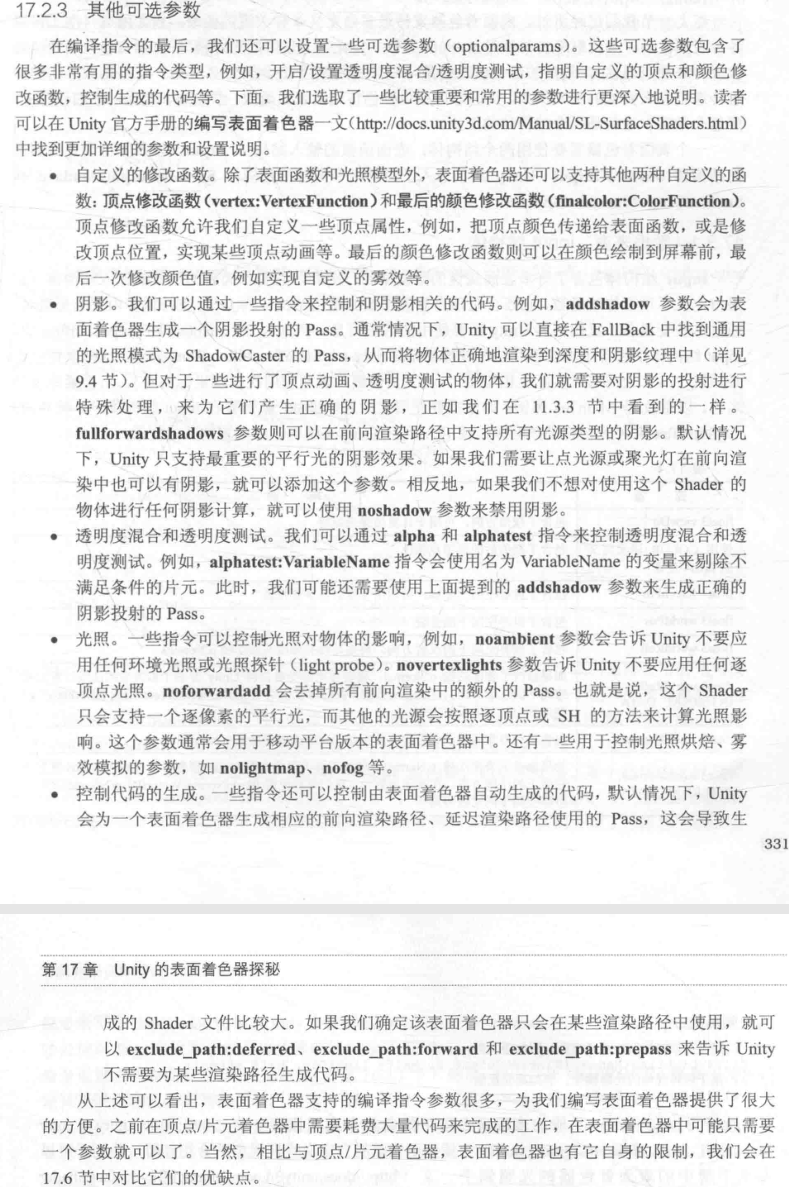 17.2.3 其他可选参数
在编译指令的最后，我们还可以设置一些可选参数（optionalparams）。这些可选参数包含了
很多非常有用的指令类型，例如，开启/设置透明度混合/透明度测试，指明自定义的顶点和颜色修
改函数，控制生成的代码等。下面，我们选取了一些比较重要和常用的参数进行更深入地说明。读者
可以在 Unity 官方手册的编写表面着色器一文（http://docs.unity3d.com/Manual/SL-SurfaceShaders.html）
中找到更加详细的参数和设置说明。
● 自定义的修改函数。除了表面函数和光照模型外，表面着色器还可以支持其他两种自定义的函
数：顶点修改函数（vertex:VertexFunction）和最后的颜色修改函数（finalcolor:ColorFunction）。
顶点修改函数允许我们自定义一些顶点属性，例如，把顶点颜色传递给表面函数，或是修
改顶点位置，实现某些顶点动画等。最后的颜色修改函数则可以在颜色绘制到屏幕前，最
后一次修改颜色值，例如实现自定义的雾效等。
● 阴影。我们可以通过一些指令来控制和阴影相关的代码。例如，addshadow 参数会为表
面着色器生成一个阴影投射的 Pass。通常情况下，Unity 可以直接在 FallBack 中找到通用
的光照模式为 ShadowCaster 的 Pass，从而将物体正确地渲染到深度和阴影纹理中（详见
9.4 节）。但对于一些进行了顶点动画、透明度测试的物体，我们就需要对阴影的投射进行
特殊处理，来为它们产生正确的阴影，正如我们在 11.3.3 节中看到的一样。
fullforwardshadows 参数则可以在前向渲染路径中支持所有光源类型的阴影。默认情况
下，Unity 只支持最重要的平行光的阴影效果。如果我们需要让点光源或聚光灯在前向渲
染中也可以有阴影，就可以添加这个参数。相反地，如果我们不想对使用这个 Shader 的
物体进行任何阴影计算，就可以使用 noshadow 参数来禁用阴影。
● 透明度混合和透明度测试。我们可以通过 alpha 和 alphatest 指令来控制透明度混合和透
明度测试。例如，alphatest:VariableName 指令会使用名为 VariableName 的变量来剔除不
满足条件的片元。此时，我们可能还需要使用上面提到的 addshadow 参数来生成正确的
阴影投射的 Pass。
● 光照。一些指令可以控制光照对物体的影响，例如，noambient 参数会告诉 Unity 不要应
用任何环境光照或光照探针（light probe）。novertexlights 参数告诉 Unity 不要应用任何逐
顶点光照。noforwardadd 会去掉所有前向渲染中的额外的 Pass。也就是说，这个 Shader
只会支持一个逐像素的平行光，而其他的光源会按照逐顶点或 SH 的方法来计算光照影
响。这个参数通常会用于移动平台版本的表面着色器中。还有一些用于控制光照烘焙、雾
效模拟的参数，如 nolightmap、nofog 等。
● 控制代码的生成。一些指令还可以控制由表面着色器自动生成的代码，默认情况下，Unity
会为一个表面着色器生成相应的前向渲染路径、延迟渲染路径使用的 Pass，这会导致生
331
第 17 章 Unity 的表面着色器探秘
成的 Shader 文件比较大。如果我们确定该表面着色器只会在某些渲染路径中使用，就可
以 exclude_path:deferred、exclude_path:forward 和 exclude_path:prepass 来告诉 Unity
不需要为某些渲染路径生成代码。
从上述可以看出，表面着色器支持的编译指令参数很多，为我们编写表面着色器提供了很大
的方便。之前在顶点/片元着色器中需要耗费大量代码来完成的工作，在表面着色器中可能只需要
一个参数就可以了。当然，相比与顶点/片元着色器，表面着色器也有它自身的限制，我们会在
17.6 节中对比它们的优缺点。